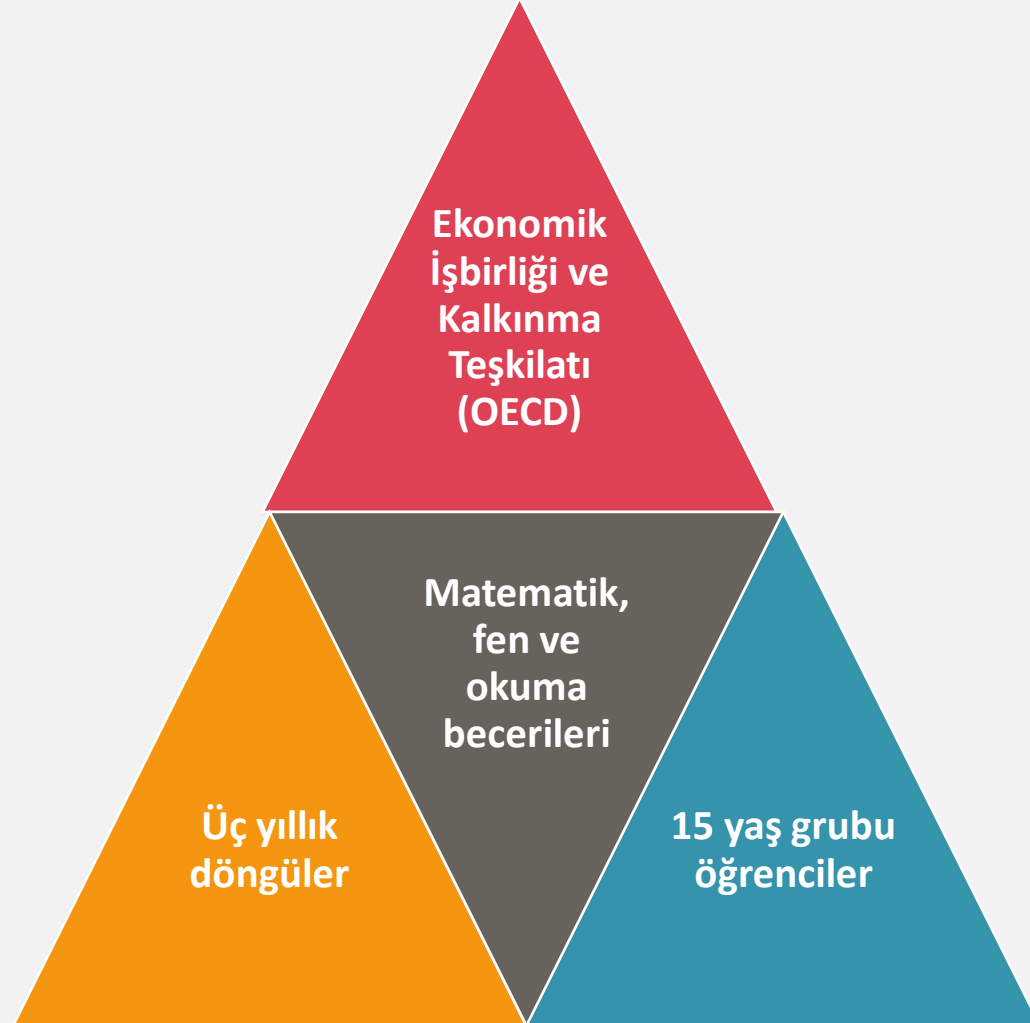 Ekonomik
İşbirliği ve
Kalkınma
Teşkilatı
(OECD)
Matematik,
fen ve
okuma
becerileri
Üç yıllık
döngüler
15 yaş grubu
öğrenciler